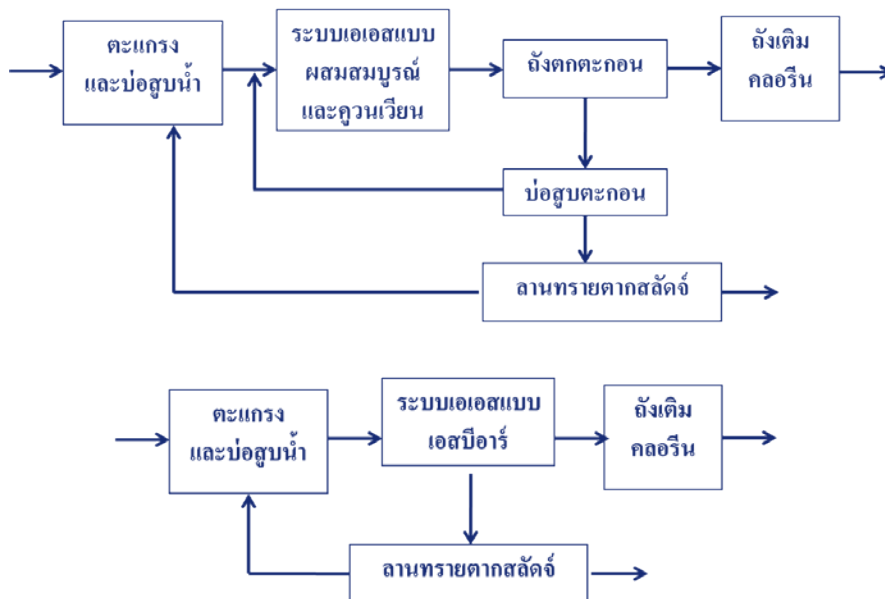 ตะแกรง
และบ่อสูบน้ำ
ระบบเอเอสแบบ
ผสมสมบูรณ์
และคูวนเวียน
ถังตกตะกอน
ถังเติม
คลอรีน
บ่อสูบตะกอน
ลานทรายตากสลัดจ์
ตะแกรง
และบ่อสูบน้ำ
ระบบเอเอสแบบ
เอสบีอาร์
ถังเติม
คลอรีน
ลานทรายตากสลัดจ์